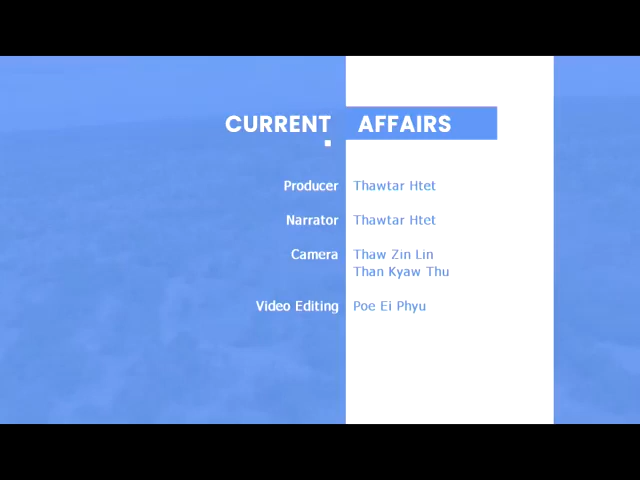 CURRENT AFFAIRS
Producer Thawtar Htet
Narrator Thawtar Htet
Camera Thaw Zin Lin
Than Kyaw Thu
Video Editing Poe Ei Phyu